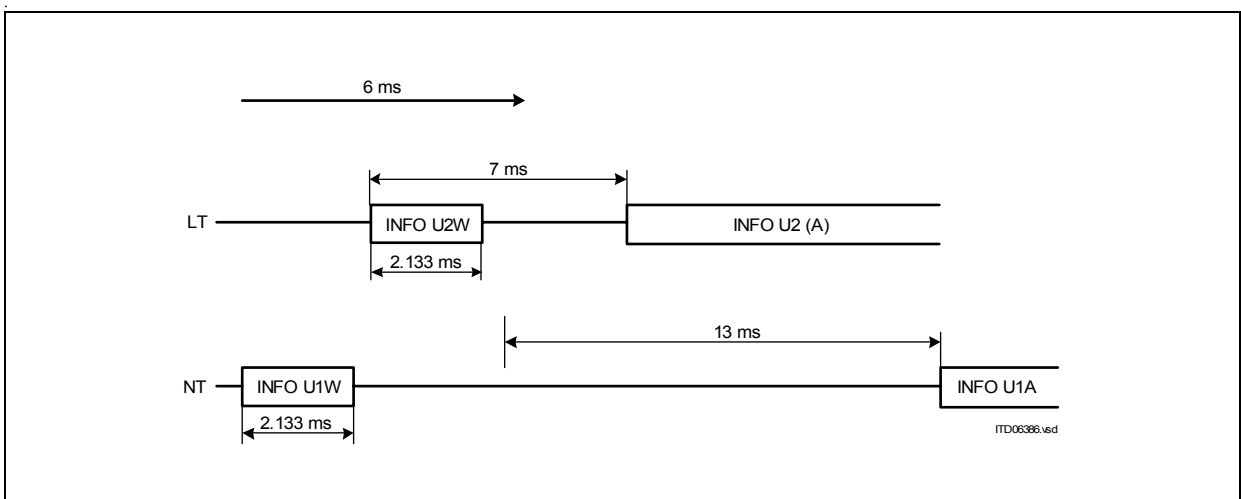 6 ms
7 ms
LT
INFO U2W
INFO U2 (A)
2.133 ms
13 ms
NT
INFO U1W
INFO U1A
2.133 ms
ITD06386.vsd